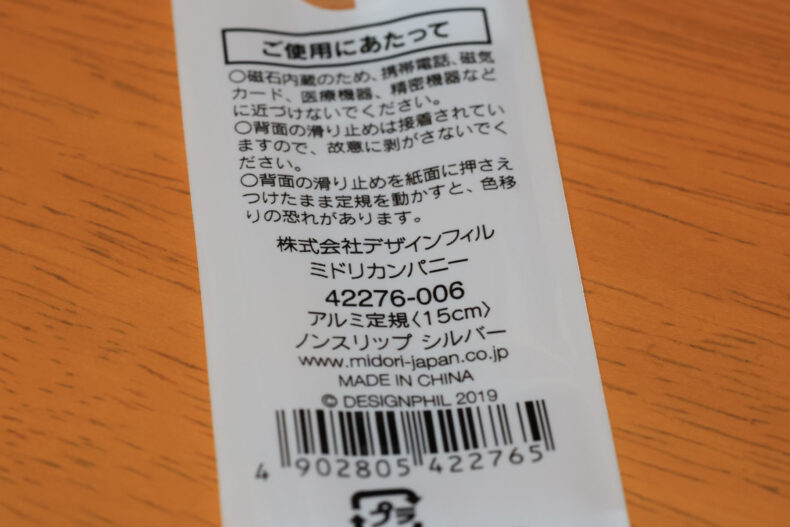 ご使用にあたって
○磁石内蔵のため、携帯電話、磁気
カード、医療機器、精密機器など
に近づけないでください。
○背面の滑り止めは接着されてい
ますので、故意に剥がさないでく
ださい。
○背面の滑り止めを紙面に押さえ
つけたまま定規を動かすと、色移
りの恐れがあります。
株式会社デザインフィル
ミドリカンパニー
42276-006
アルミ定規〈15cm〉
ノンスリップ シルバー
www.midori-japan.co.jp
MADE IN CHINA
© DESIGNPHIL 2019
4 902805 422765
プラ